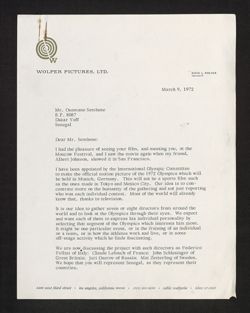 WOLPER PICTURES, LTD.
DAVID L. WOLPER
March 9, 1972
Mr. Ousmane Sembene
B.P. 8087
Dakar Yoff
Senegal
Dear Mr. Sembene:
I had the pleasure of seeing your film, and meeting you, at the
Moscow Festival, and I saw the movie again when my friend,
Albert Johnson, showed it in San Francisco.
I have been appointed by the International Olympic Committee to
make the official motion picture of the 1972 Olympics which will
be held in Munich, Germany. This will not be a sports film such
as the ones made in Tokyo and Mexico City. Our idea is to con-
centrate more on the humanity of the gathering and not just reporting
who won each individual contest. Most of the world will already
know that, thanks to television.
It is our idea to gather seven or eight directors from around the
world and to look at the Olympics through their eyes. We expect
and want each of them to express his individual personality by
selecting that segment of the Olympics which interests him most.
It might be one particular event, or in the training of an individual
or a team, or in how the athletes work and live, or in some
off-stage activity which he finds fascinating.
We are now discussing the project with such directors as Federico
Fellini of Italy; Claude Lelouch of France; John Schlesinger of
Great Britain; Juri Ozerov of Russia; Mai Zetterling of Sweden.
We hope that you will represent Senegal, as they represent their
countries.
los angeles, california